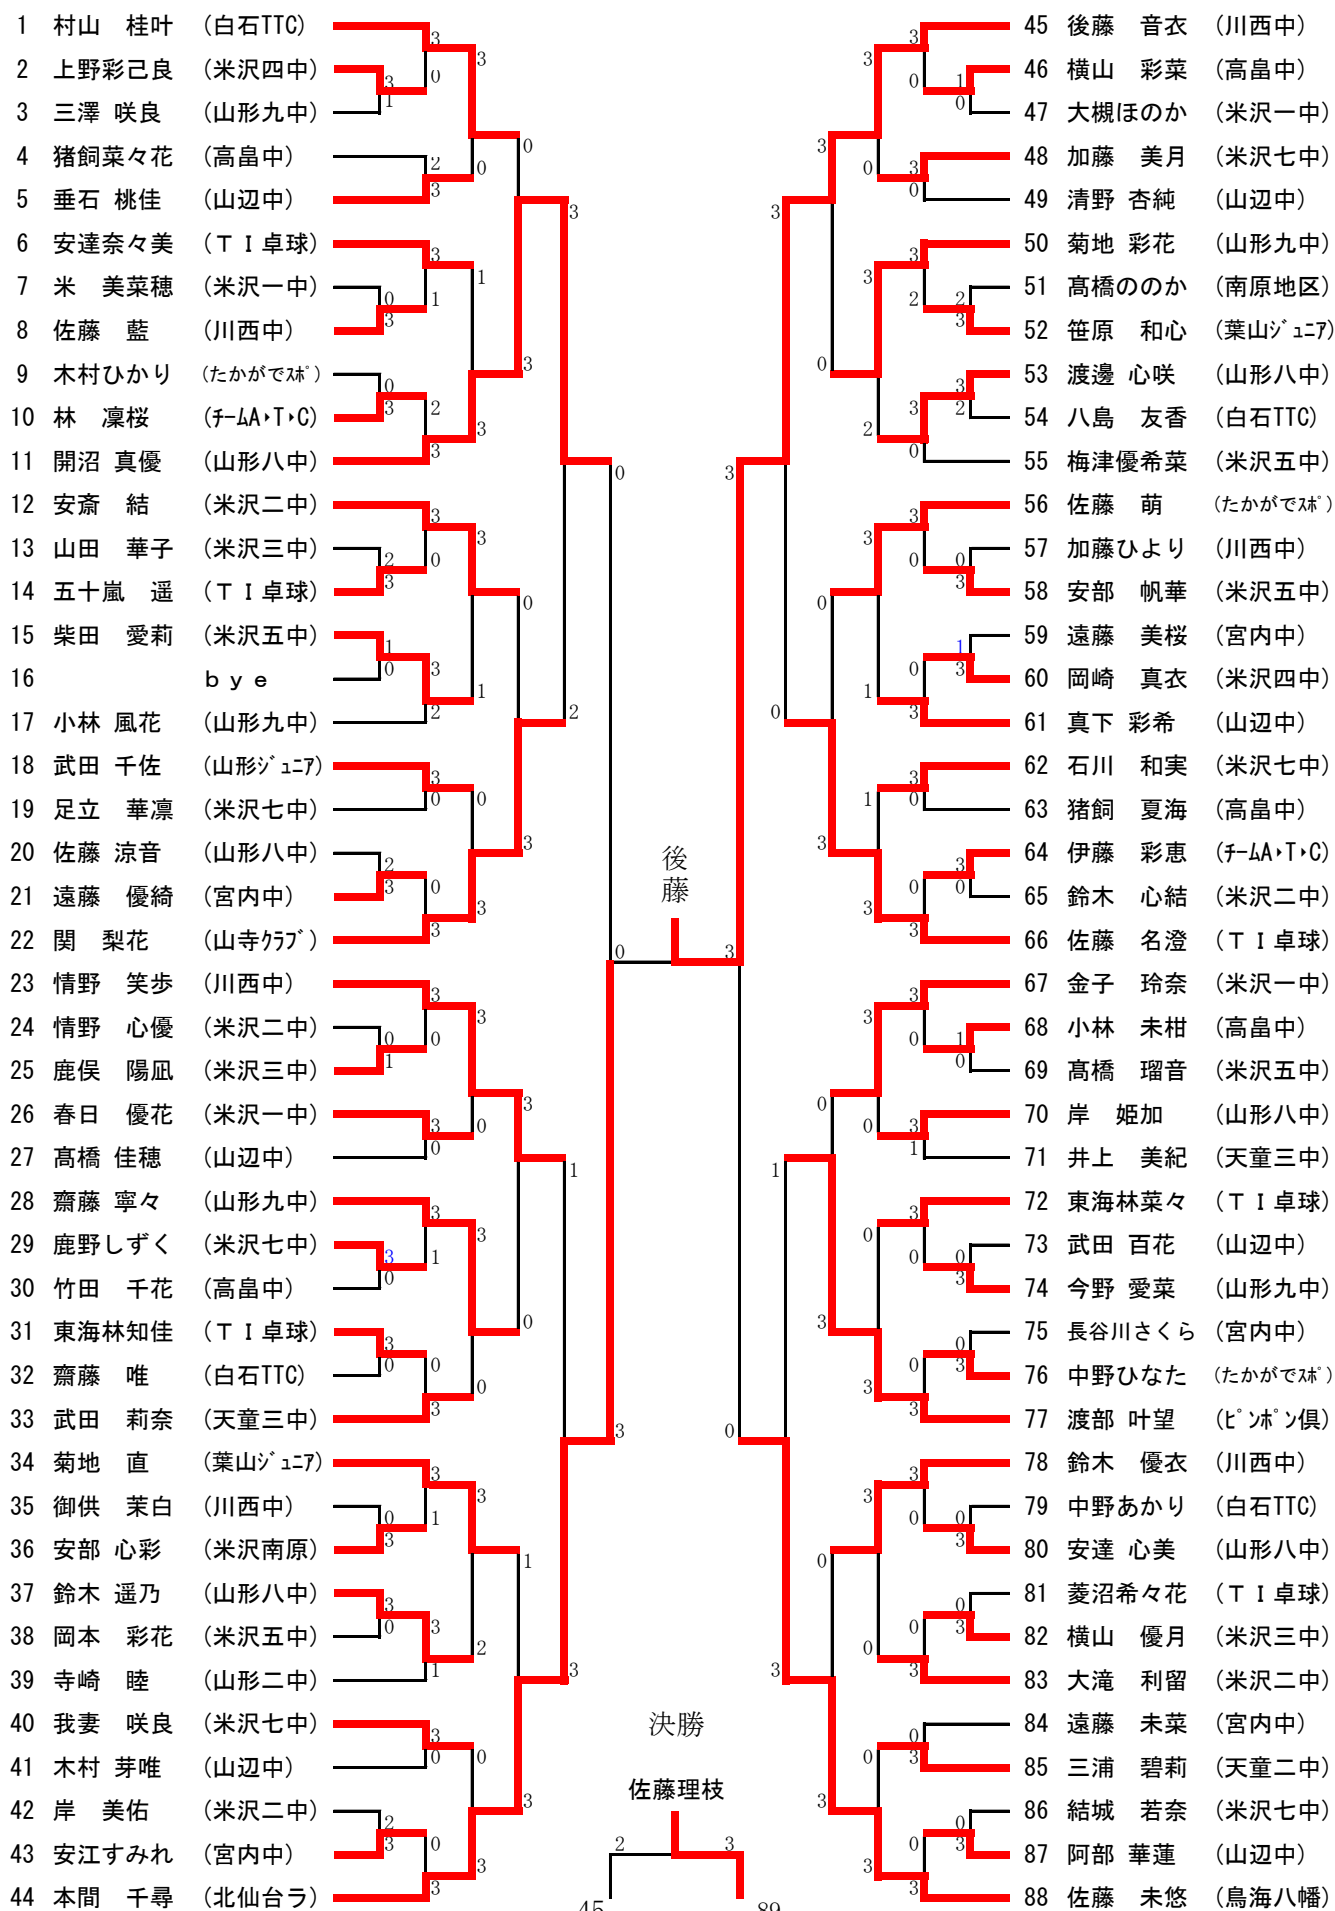 1 村山 桂叶 (白石TTC)
2 上野彩己良 (米沢四中)
3 三澤 咲良 (山形九中)
4 猪飼菜々花 (高畠中)
5 垂石 桃佳 (山辺中)
6 安達奈々美 (ＴＩ卓球)
7 米 美菜穂 (米沢一中)
8 佐藤 藍 (川西中)
9 木村ひかり (たかがでｽﾎﾟ)
10 林 凜桜 (ﾁｰﾑA・T・C)
11 開沼 真優 (山形八中)
12 安斎 結 (米沢二中)
13 山田 華子 (米沢三中)
14 五十嵐 遥 (ＴＩ卓球)
15 柴田 愛莉 (米沢五中)
16 ｂｙｅ
17 小林 風花 (山形九中)
18 武田 千佐 (山形ｼﾞｭﾆｱ)
19 足立 華凛 (米沢七中)
20 佐藤 涼音 (山形八中)
21 遠藤 優綺 (宮内中)
22 関 梨花 (山寺ｸﾗﾌﾞ)
23 情野 笑歩 (川西中)
24 情野 心優 (米沢二中)
25 鹿俣 陽凪 (米沢三中)
26 春日 優花 (米沢一中)
27 髙橋 佳穂 (山辺中)
28 齋藤 寧々 (山形九中)
29 鹿野しずく (米沢七中)
30 竹田 千花 (高畠中)
31 東海林知佳 (ＴＩ卓球)
32 齋藤 唯 (白石TTC)
33 武田 莉奈 (天童三中)
34 菊地 直 (葉山ｼﾞｭﾆｱ)
35 御供 茉白 (川西中)
36 安部 心彩 (米沢南原)
37 鈴木 遥乃 (山形八中)
38 岡本 彩花 (米沢五中)
39 寺崎 睦 (山形二中)
40 我妻 咲良 (米沢七中)
41 木村 芽唯 (山辺中)
42 岸 美佑 (米沢二中)
43 安江すみれ (宮内中)
44 本間 千尋 (北仙台ラ)
後藤
決勝
佐藤理枝
2 3
45 89
45 後藤 音衣 (川西中)
46 横山 彩菜 (高畠中)
47 大槻ほのか (米沢一中)
48 加藤 美月 (米沢七中)
49 清野 杏純 (山辺中)
50 菊地 彩花 (山形九中)
51 髙橋ののか (南原地区)
52 笹原 和心 (葉山ｼﾞｭﾆｱ)
53 渡邊 心咲 (山形八中)
54 八島 友香 (白石TTC)
55 梅津優希菜 (米沢五中)
56 佐藤 萌 (たかがでｽﾎﾟ)
57 加藤ひより (川西中)
58 安部 帆華 (米沢五中)
59 遠藤 美桜 (宮内中)
60 岡崎 真衣 (米沢四中)
61 真下 彩希 (山辺中)
62 石川 和実 (米沢七中)
63 猪飼 夏海 (高畠中)
64 伊藤 彩恵 (ﾁｰﾑA・T・C)
65 鈴木 心結 (米沢二中)
66 佐藤 名澄 (ＴＩ卓球)
67 金子 玲奈 (米沢一中)
68 小林 未柑 (高畠中)
69 髙橋 瑠音 (米沢五中)
70 岸 姫加 (山形八中)
71 井上 美紀 (天童三中)
72 東海林菜々 (ＴＩ卓球)
73 武田 百花 (山辺中)
74 今野 愛菜 (山形九中)
75 長谷川さくら (宮内中)
76 中野ひなた (たかがでｽﾎﾟ)
77 渡部 叶望 (ﾋﾟﾝﾎﾟﾝ倶)
78 鈴木 優衣 (川西中)
79 中野あかり (白石TTC)
80 安達 心美 (山形八中)
81 菱沼希々花 (ＴＩ卓球)
82 横山 優月 (米沢三中)
83 大滝 利留 (米沢二中)
84 遠藤 未菜 (宮内中)
85 三浦 碧莉 (天童二中)
86 結城 若奈 (米沢七中)
87 阿部 華蓮 (山辺中)
88 佐藤 未悠 (鳥海八幡)